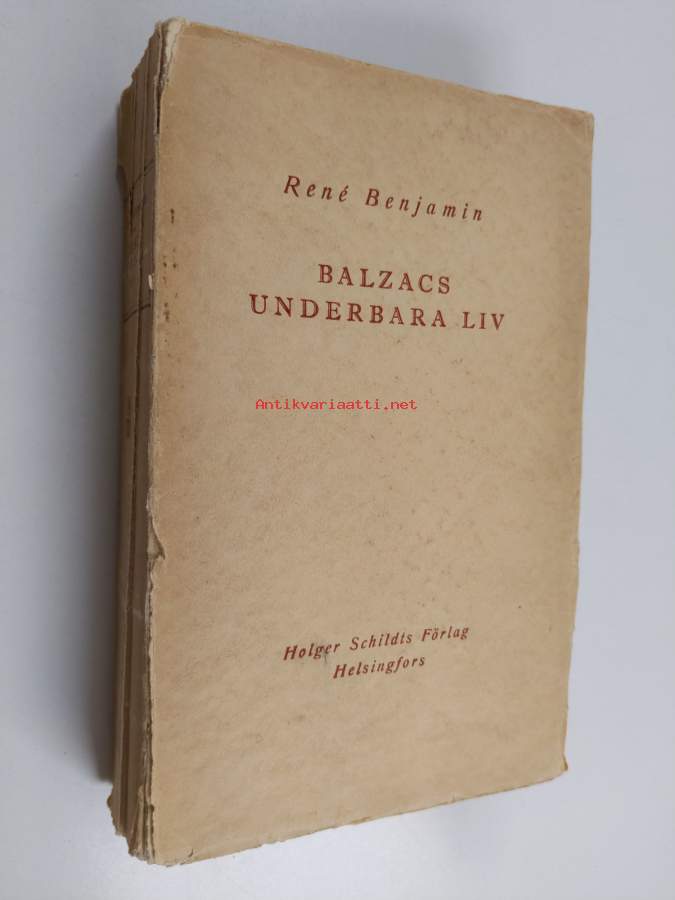 René Benjamin
BALZACS
UNDERBARA LIV
Antikvariaatti.net
Holger Schildts Förlag
Helsingfors